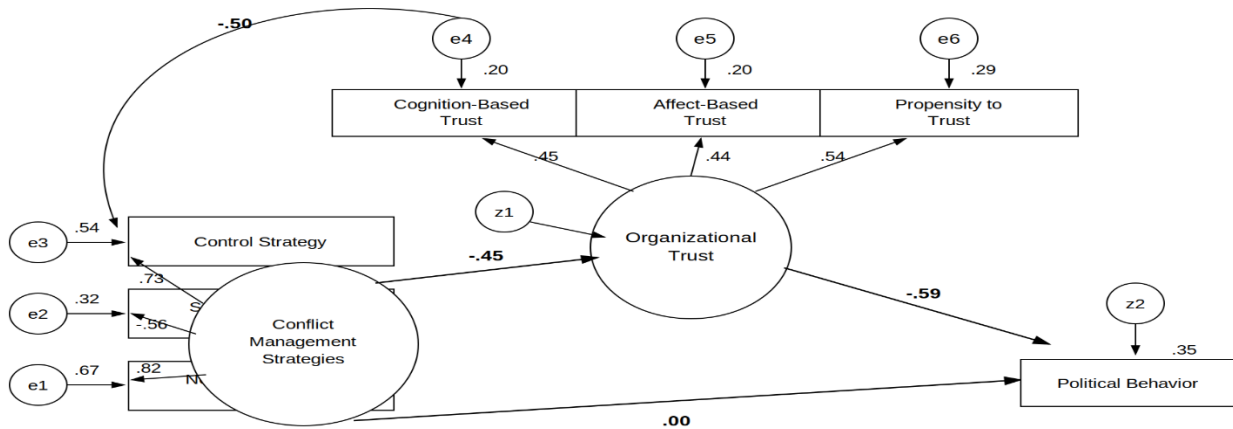 -.50
e4
e5
e6
.20
.20
.29
Cognition-Based
Trust
Affect-Based
Trust
Propensity to
Trust
.45
.44
.54
z1
e3
.54
Control Strategy
Organizational
Trust
-.45
.73
-.59
e2
.32
S
-.56
Conflict
Management
Strategies
z2
.35
e1
.67
.82
N
Political Behavior
.00